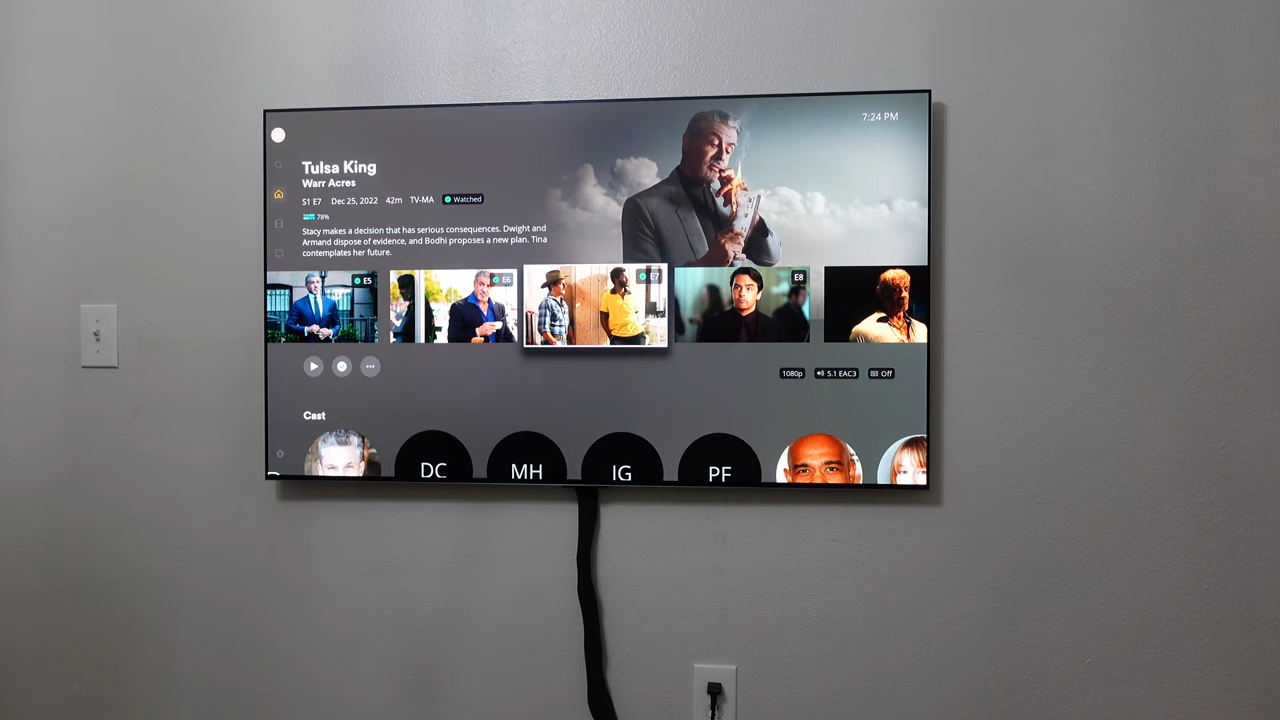 7:24 PM
Tulsa King
Warr Acres
S1 E7 Dec 25, 2022 42m TV-MA Watched
78%
Stacy makes a decision that has serious consequences. Dwight and
Armand dispose of evidence, and Bodhi proposes a new plan. Tina
contemplates her future.
E5 E6 E7 E8
1080p 5.1 EAC3 Off
Cast
DC MH IG PF